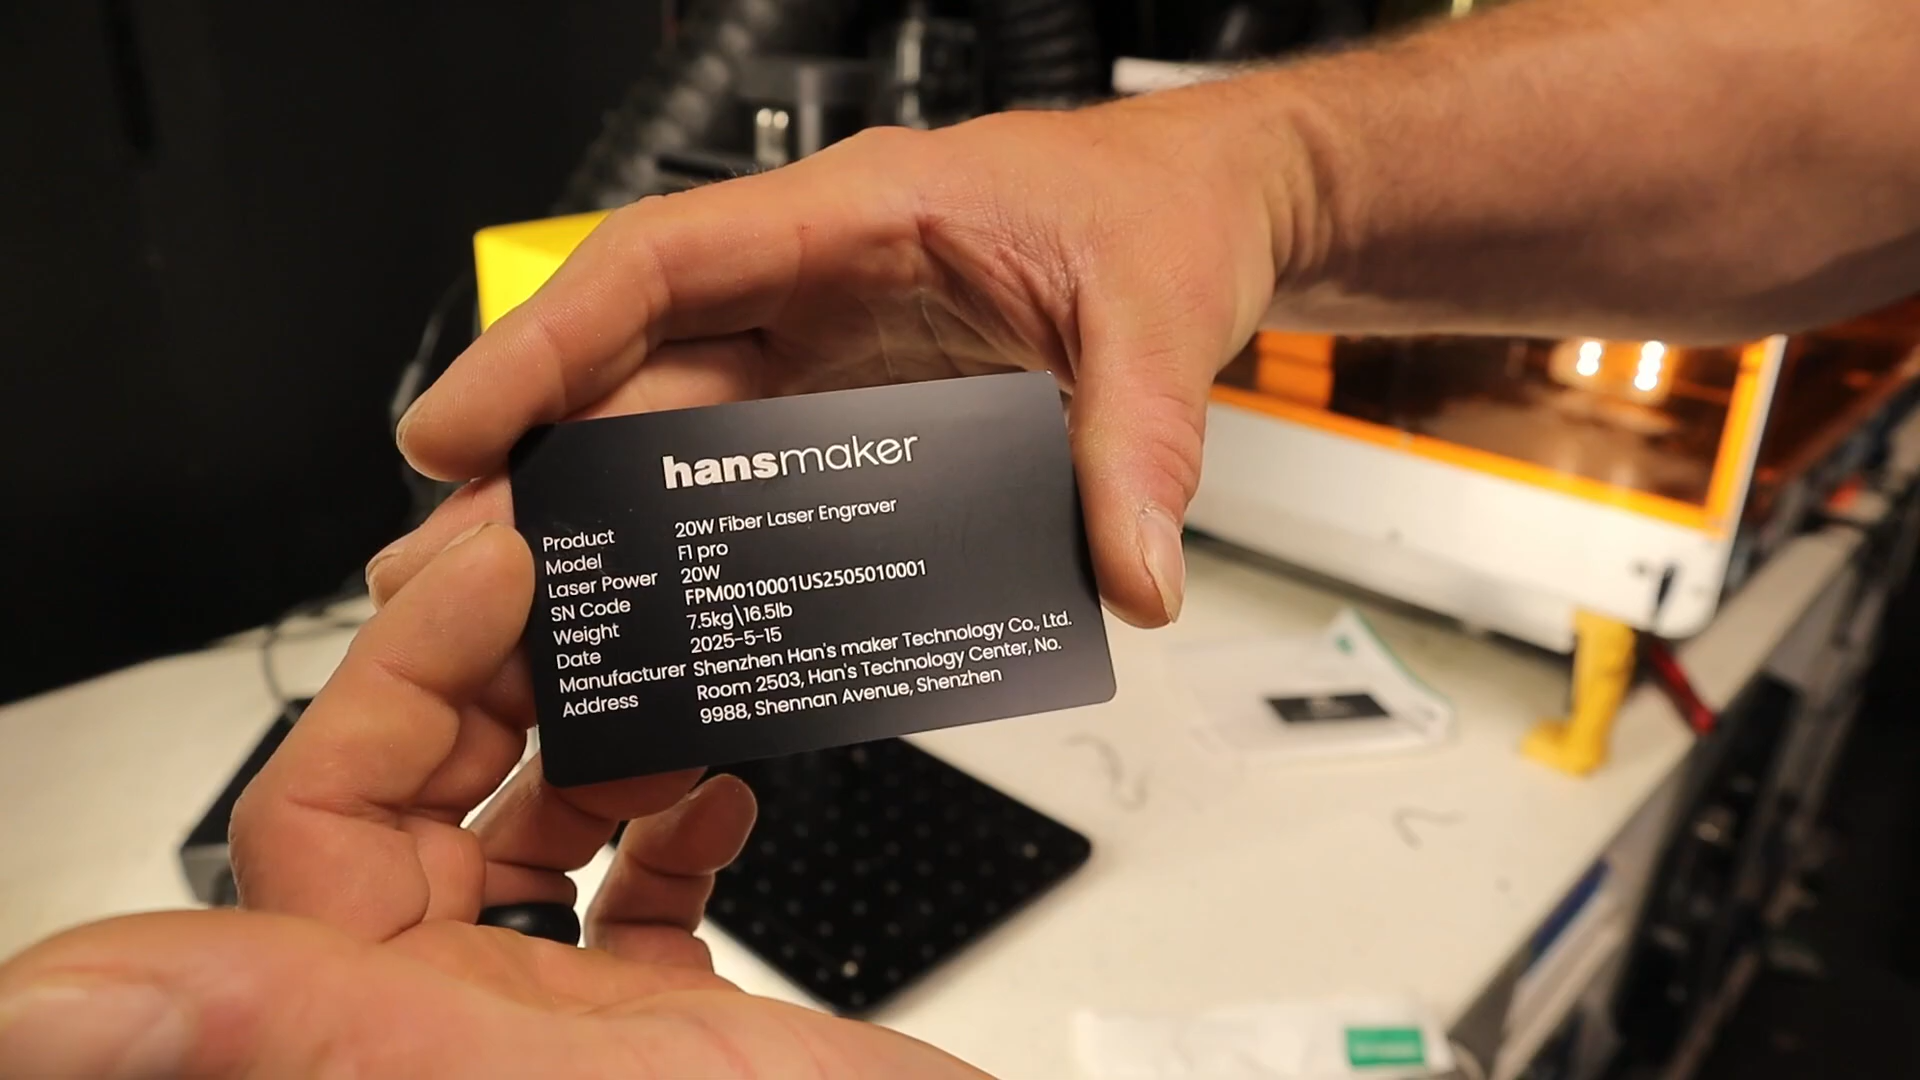 hansmaker
Product 20W Fiber Laser Engraver
Model F1 pro
Laser Power 20W
SN Code FPM0010001US2505010001
Weight 7.5kg\16.5lb
Date 2025-5-15
Manufacturer Shenzhen Han's maker Technology Co., Ltd.
Address Room 2503, Han's Technology Center, No.
9988, Shennan Avenue, Shenzhen